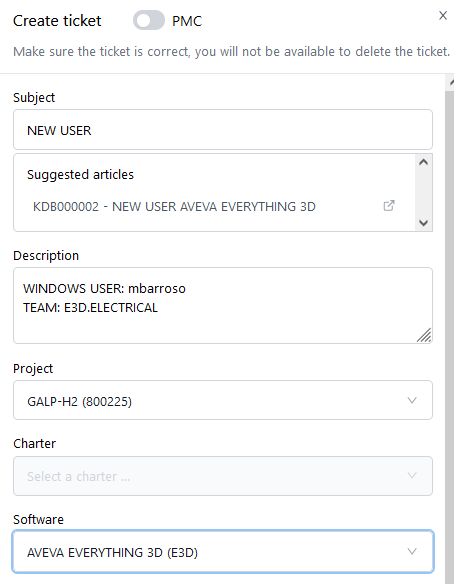 Create ticket PMC
Make sure the ticket is correct, you will not be available to delete the ticket.
Subject
NEW USER
Suggested articles
KDB000002 - NEW USER AVEVA EVERYTHING 3D
Description
WINDOWS USER: mbarroso
TEAM: E3D.ELECTRICAL
Project
GALP-H2 (800225)
Charter
Select a charter ...
Software
AVEVA EVERYTHING 3D (E3D)